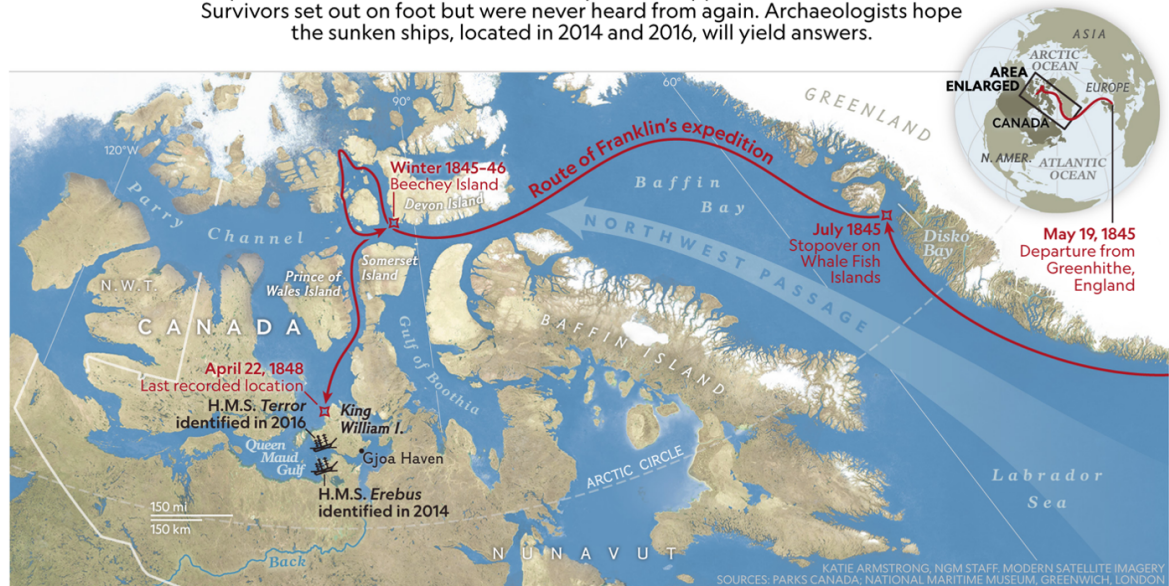 Survivors set out on foot but were never heard from again. Archaeologists hope
the sunken ships, located in 2014 and 2016, will yield answers.
ASIA
ARCTIC
OCEAN
AREA
ENLARGED
EUROPE
CANADA
N. AMER.
ATLANTIC
OCEAN
60°
90°
120°W
GREENLAND
Route of Franklin's expedition
Winter 1845–46
Beechey Island
Devon Island
Baffin
Bay
Parry
Channel
NORTHWEST PASSAGE
July 1845
Stopover on
Whale Fish
Islands
Disko
Bay
May 19, 1845
Departure from
Greenhithe,
England
Somerset
Island
Prince of
Wales Island
N.W.T.
CANADA
Gulf of Boothia
BAFFIN ISLAND
April 22, 1848
Last recorded location
H.M.S. Terror
identified in 2016
King
William I.
Queen
Maud
Gulf
Gjoa Haven
H.M.S. Erebus
identified in 2014
ARCTIC CIRCLE
Labrador
Sea
150 mi
150 km
Back
NUNAVUT
KATIE ARMSTRONG, NGM STAFF. MODERN SATELLITE IMAGERY
SOURCES: PARKS CANADA; NATIONAL MARITIME MUSEUM, GREENWICH, LONDON